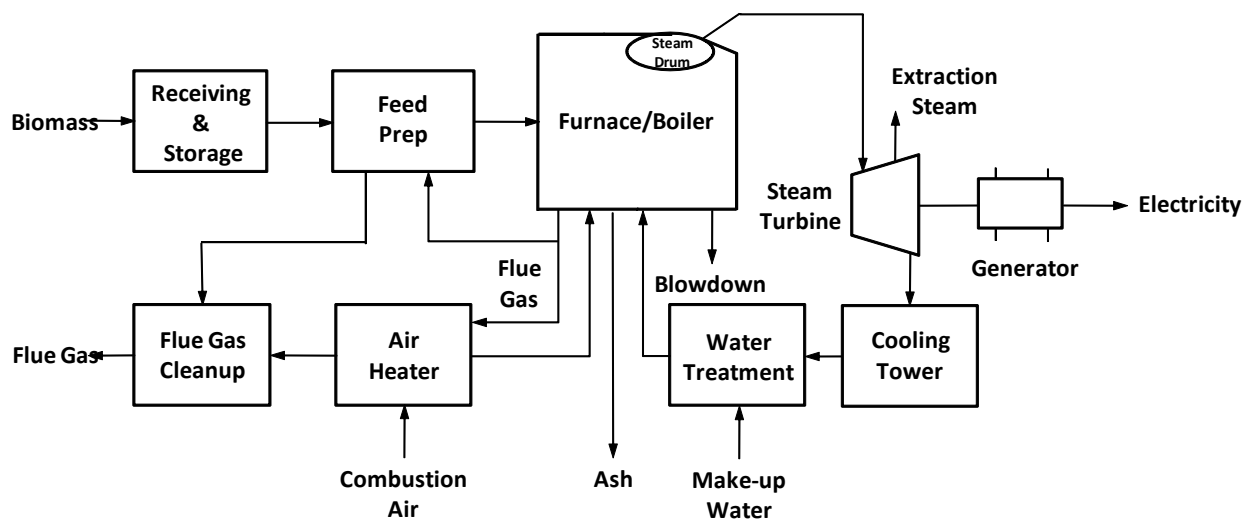 Steam
Drum
Extraction
Steam
Biomass
Receiving
&
Storage
Feed
Prep
Furnace/Boiler
Steam
Turbine
Electricity
Generator
Flue
Gas
Blowdown
Flue Gas
Flue Gas
Cleanup
Air
Heater
Water
Treatment
Cooling
Tower
Combustion
Air
Ash
Make-up
Water